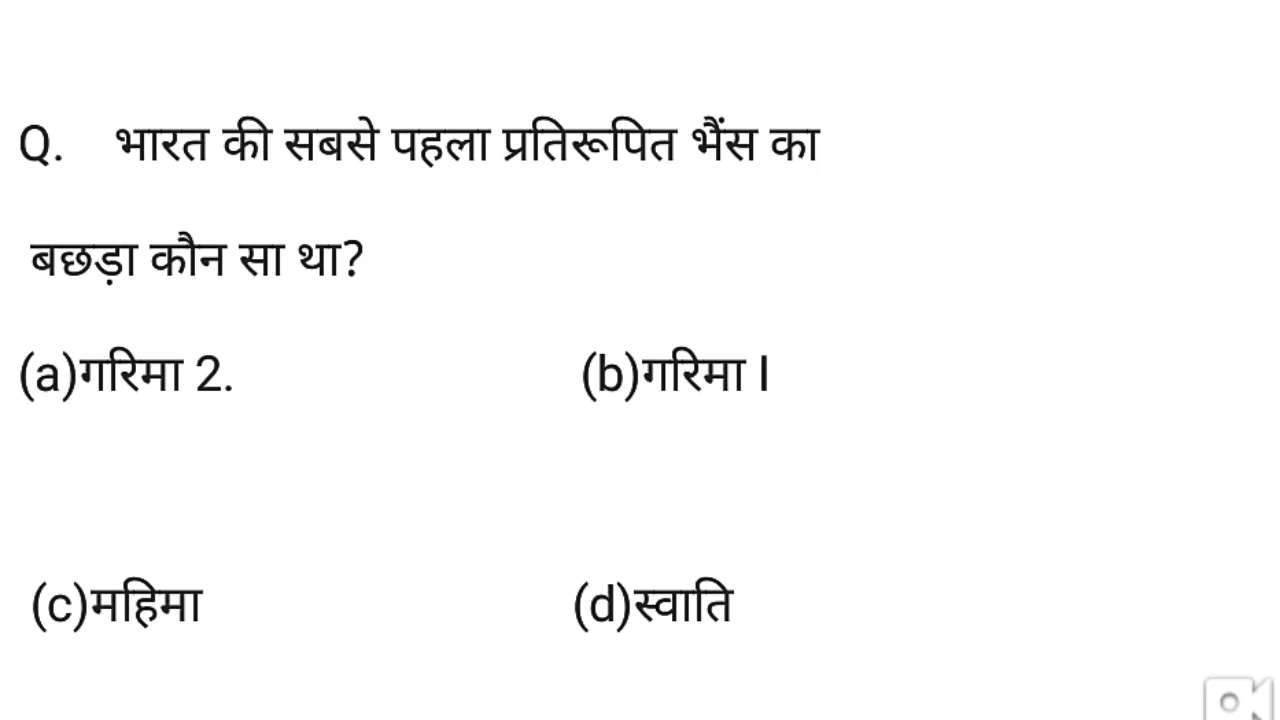 Q. भारत की सबसे पहला प्रतिरूपित भैंस का
बछड़ा कौन सा था?
(a)गरिमा 2. (b)गरिमा I
(c)महिमा (d)स्वाति